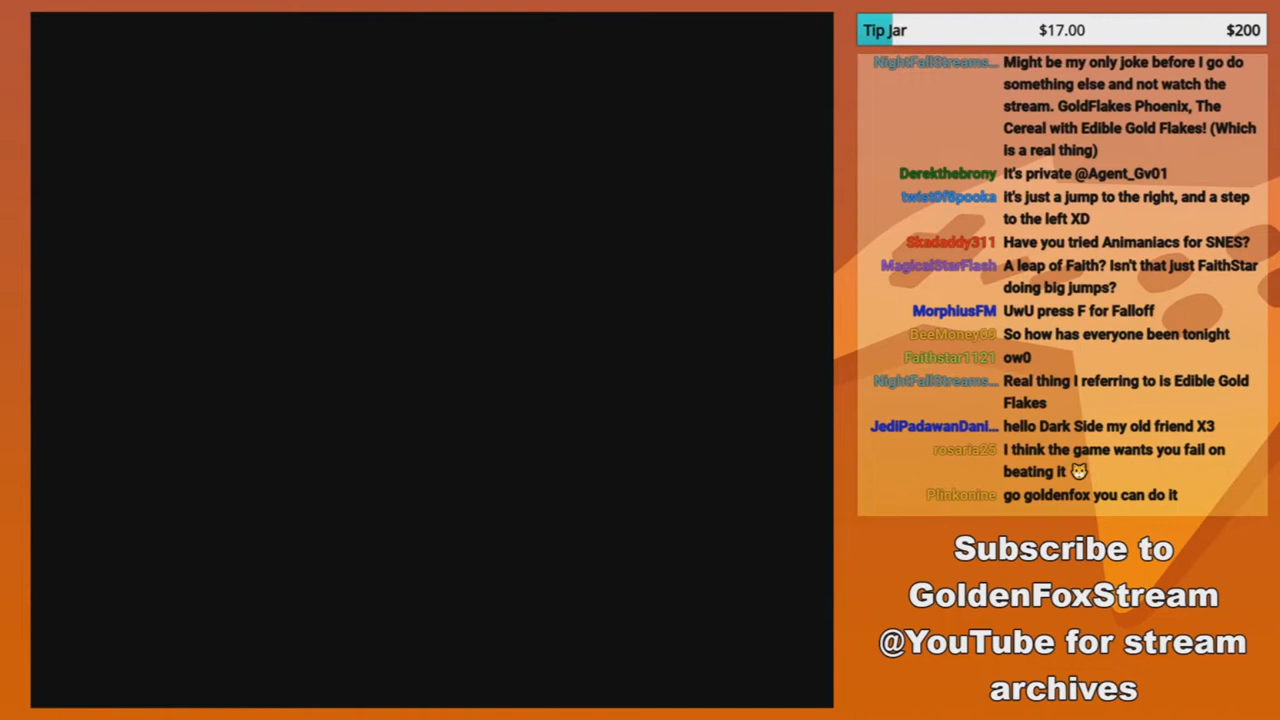 Tip Jar $17.00 $200
NightFallStreams... Might be my only joke before I go do
something else and not watch the
stream. GoldFlakes Phoenix, The
Cereal with Edible Gold Flakes! (Which
is a real thing)
Derekthebrony It's private @Agent_Gv01
twist0f8pooka it's just a jump to the right, and a step
to the left XD
Skadaddy311 Have you tried Animaniacs for SNES?
MagicalStarFlash A leap of Faith? Isn't that just FaithStar
doing big jumps?
MorphiusFM UwU press F for Falloff
BeeMoney89 So how has everyone been tonight
Faithstar1121 ow0
NightFallStreams... Real thing I referring to is Edible Gold
Flakes
JediPadawanDani... hello Dark Side my old friend X3
rosaria25 I think the game wants you fail on
beating it
Plinkonine go goldenfox you can do it
Subscribe to
GoldenFoxStream
@YouTube for stream
archives